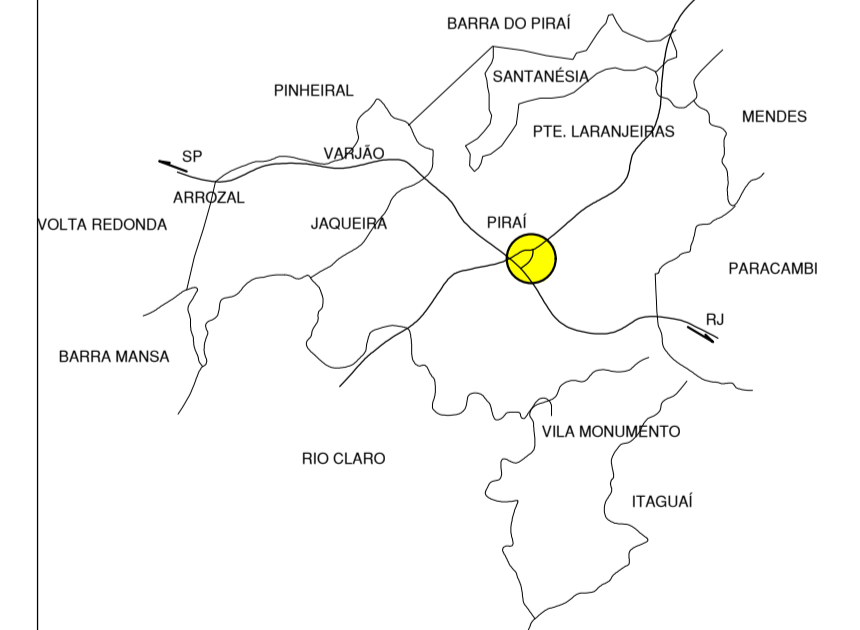 BARRA DO PIRAÍ
SANTANÉSIA
PINHEIRAL
MENDES
PTE. LARANJEIRAS
SP
VARJÃO
ARROZAL
VOLTA REDONDA
JAQUEIRA
PIRAÍ
PARACAMBI
RJ
BARRA MANSA
VILA MONUMENTO
RIO CLARO
ITAGUAÍ